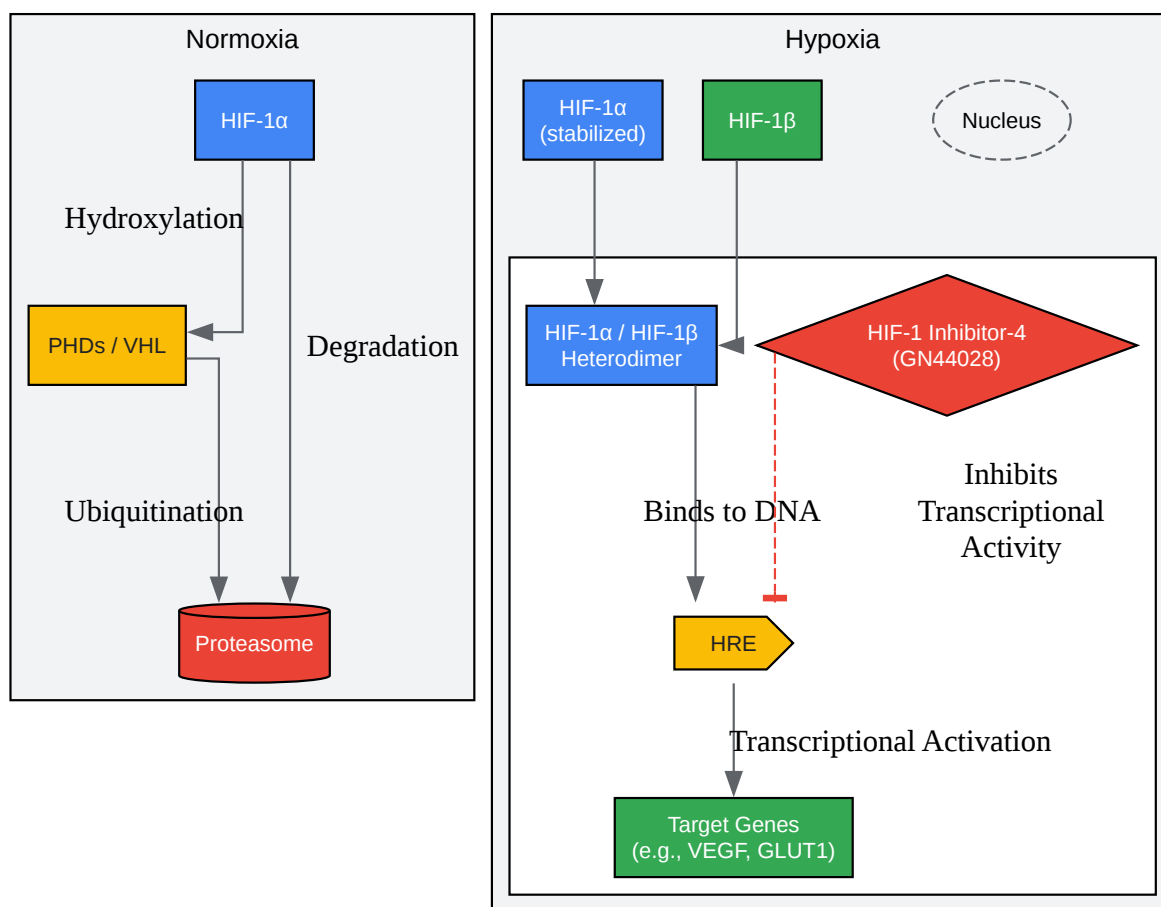 Normoxia
HIF-1α
Hydroxylation
PHDs / VHL
Degradation
Ubiquitination
Proteasome
Hypoxia
HIF-1α
(stabilized)
HIF-1β
Nucleus
HIF-1α / HIF-1β
Heterodimer
HIF-1 Inhibitor-4
(GN44028)
Binds to DNA
Inhibits
Transcriptional
Activity
HRE
Transcriptional Activation
Target Genes
(e.g., VEGF, GLUT1)